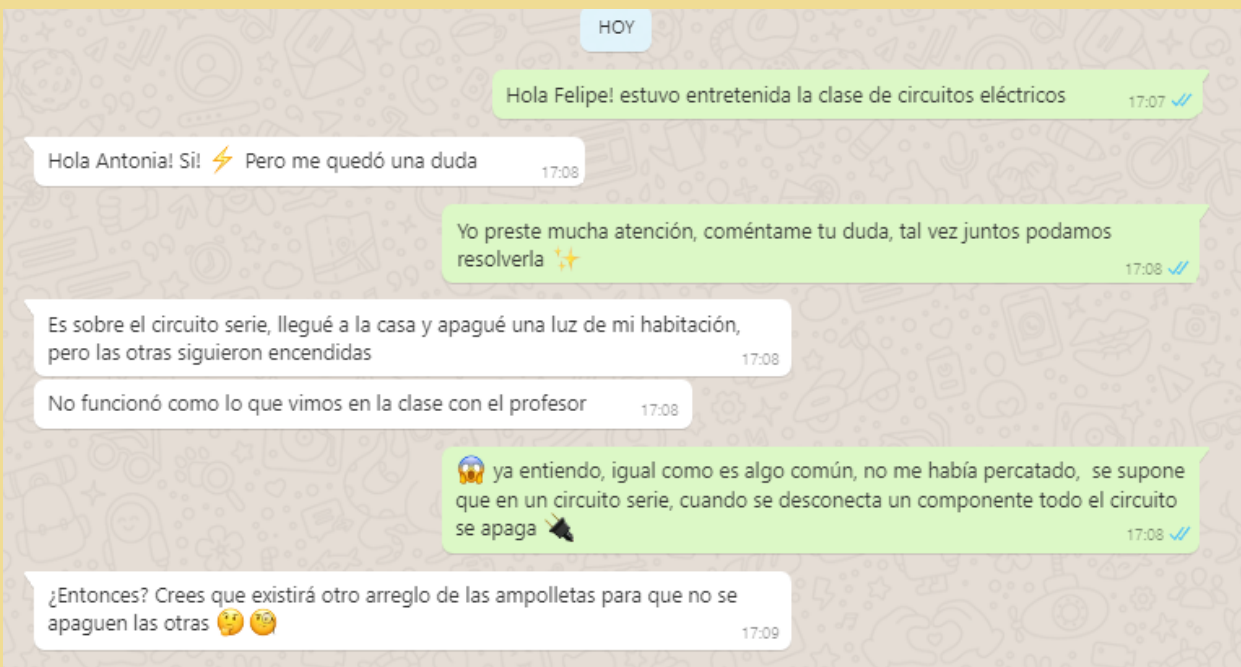 HOY
Hola Felipe! estuvo entretenida la clase de circuitos eléctricos
17:07
Hola Antonia! Si! ⚡ Pero me quedó una duda
17:08
Yo preste mucha atención, coméntame tu duda, tal vez juntos podamos
resolverla ✨
17:08
Es sobre el circuito serie, llegué a la casa y apagué una luz de mi habitación,
pero las otras siguieron encendidas
17:08
No funcionó como lo que vimos en la clase con el profesor
17:08
😱 ya entiendo, igual como es algo común, no me había percatado, se supone
que en un circuito serie, cuando se desconecta un componente todo el circuito
se apaga 🔌
17:08
¿Entonces? Crees que existirá otro arreglo de las ampolletas para que no se
apaguen las otras 🤔 🧐
17:09